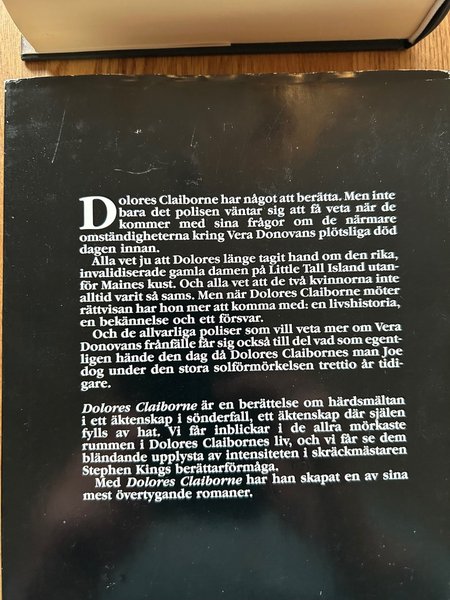 Dolores Claiborne har något att berätta. Men inte
bara det polisen väntar sig att få veta när de
kommer med sina frågor om de närmare
omständigheterna kring Vera Donovans plötsliga död
dagen innan.
Alla vet ju att Dolores länge tagit hand om den rika,
invalidiserade gamla damen på Little Tall Island utan-
för Maines kust. Och alla vet att de två kvinnorna inte
alltid varit så sams. Men när Dolores Claiborne möter
rättvisan har hon mer att komma med: en livshistoria,
en bekännelse och ett försvar.
Och de allvarliga poliser som vill veta mer om Vera
Donovans frånfälle får sig också till del vad som egent-
ligen hände den dag då Dolores Claibornes man Joe
dog under den stora solförmörkelsen trettio år tidi-
gare.
Dolores Claiborne är en berättelse om härdsmältan
i ett äktenskap i sönderfall, ett äktenskap där själen
fylls av hat. Vi får inblickar i de allra mörkaste
rummen i Dolores Claibornes liv, och vi får se dem
bländande upplysta av intensiteten i skräckmästaren
Stephen Kings berättarförmåga.
Med Dolores Claiborne har han skapat en av sina
mest övertygande romaner.